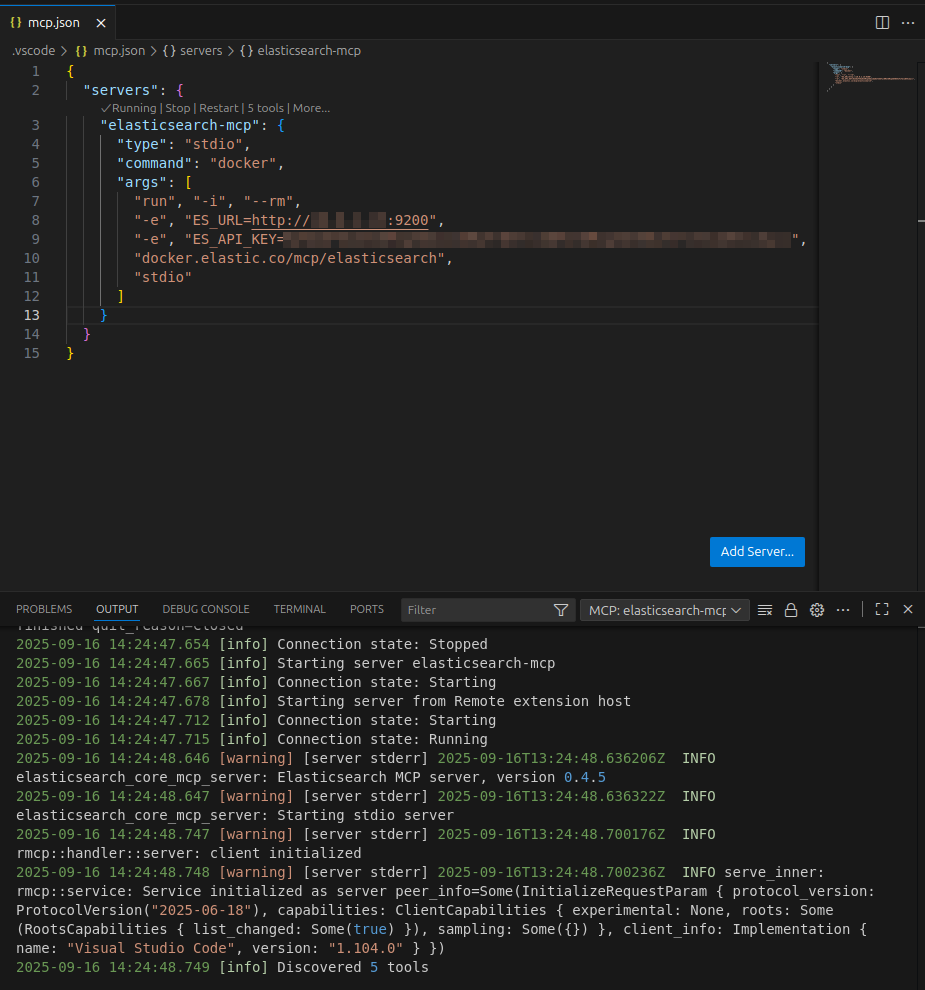 {} mcp.json ×
.vscode > {} mcp.json > {} servers > {} elasticsearch-mcp
1 {
2 "servers": {
✓Running | Stop | Restart | 5 tools | More...
3 "elasticsearch-mcp": {
4 "type": "stdio",
5 "command": "docker",
6 "args": [
7 "run", "-i", "--rm",
8 "-e", "ES_URL=http:// :9200",
9 "-e", "ES_API_KEY= ",
10 "docker.elastic.co/mcp/elasticsearch",
11 "stdio"
12 ]
13 }
14 }
15 }
Add Server...
PROBLEMS OUTPUT DEBUG CONSOLE TERMINAL PORTS Filter MCP: elasticsearch-mcp
finished quit_reason=Closed
2025-09-16 14:24:47.654 [info] Connection state: Stopped
2025-09-16 14:24:47.665 [info] Starting server elasticsearch-mcp
2025-09-16 14:24:47.667 [info] Connection state: Starting
2025-09-16 14:24:47.678 [info] Starting server from Remote extension host
2025-09-16 14:24:47.712 [info] Connection state: Starting
2025-09-16 14:24:47.715 [info] Connection state: Running
2025-09-16 14:24:48.646 [warning] [server stderr] 2025-09-16T13:24:48.636206Z  INFO
elasticsearch_core_mcp_server: Elasticsearch MCP server, version 0.4.5
2025-09-16 14:24:48.647 [warning] [server stderr] 2025-09-16T13:24:48.636322Z  INFO
elasticsearch_core_mcp_server: Starting stdio server
2025-09-16 14:24:48.747 [warning] [server stderr] 2025-09-16T13:24:48.700176Z  INFO
rmcp::handler::server: client initialized
2025-09-16 14:24:48.748 [warning] [server stderr] 2025-09-16T13:24:48.700236Z  INFO serve_inner:
rmcp::service: Service initialized as server peer_info=Some(InitializeRequestParam { protocol_version:
ProtocolVersion("2025-06-18"), capabilities: ClientCapabilities { experimental: None, roots: Some
(RootsCapabilities { list_changed: Some(true) }), sampling: Some({}) }, client_info: Implementation {
name: "Visual Studio Code", version: "1.104.0" } })
2025-09-16 14:24:48.749 [info] Discovered 5 tools